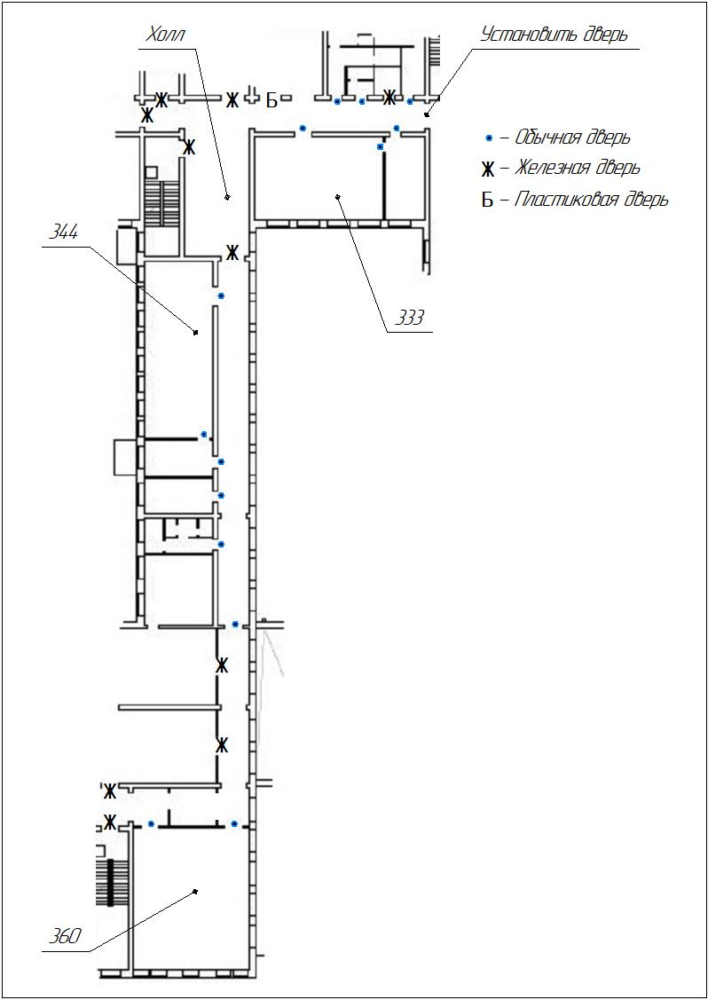 Холл
Установить дверь
Ж
Ж
Ж
Б
Ж
Ж
– Обычная дверь
Ж – Железная дверь
Б – Пластиковая дверь
344
Ж
333
Ж
Ж
Ж
Ж
360